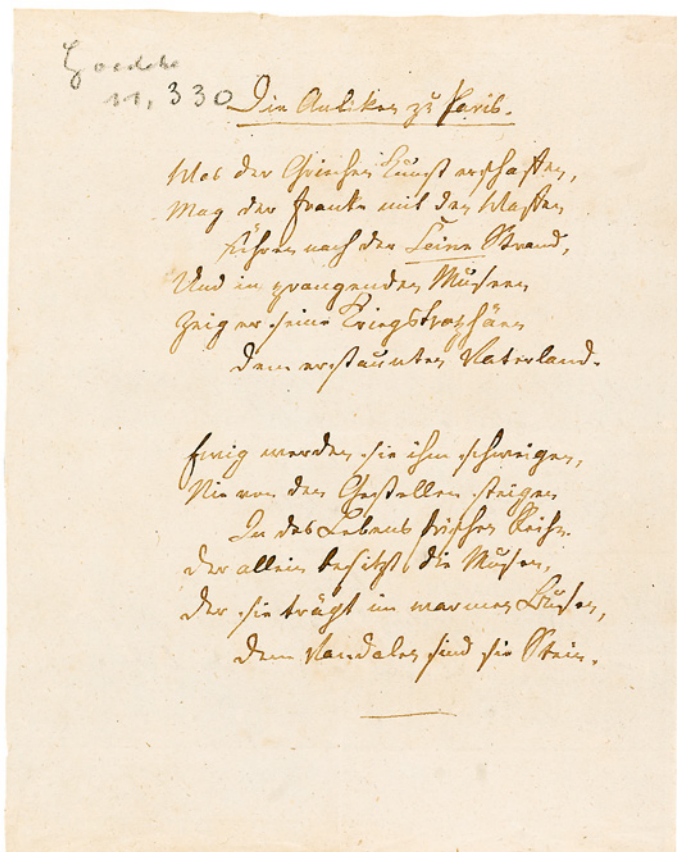 Goedeke
11, 330
Die Antiken zu Paris.
Was der Griechen Kunst erschaffen,
Mag der Franke mit den Waffen
Führen nach der Seine Strand,
Und in prangenden Museen
Zeig er seine Kriegstrophäen
Dem erstaunten Vaterland.
Ewig werden sie ihm schweigen,
Nie von den Gestellen steigen
In des Lebens frischen Reihn.
Der allein besitzt die Musen,
Der sie trägt im warmen Busen,
Dem Vandalen sind sie Stein.